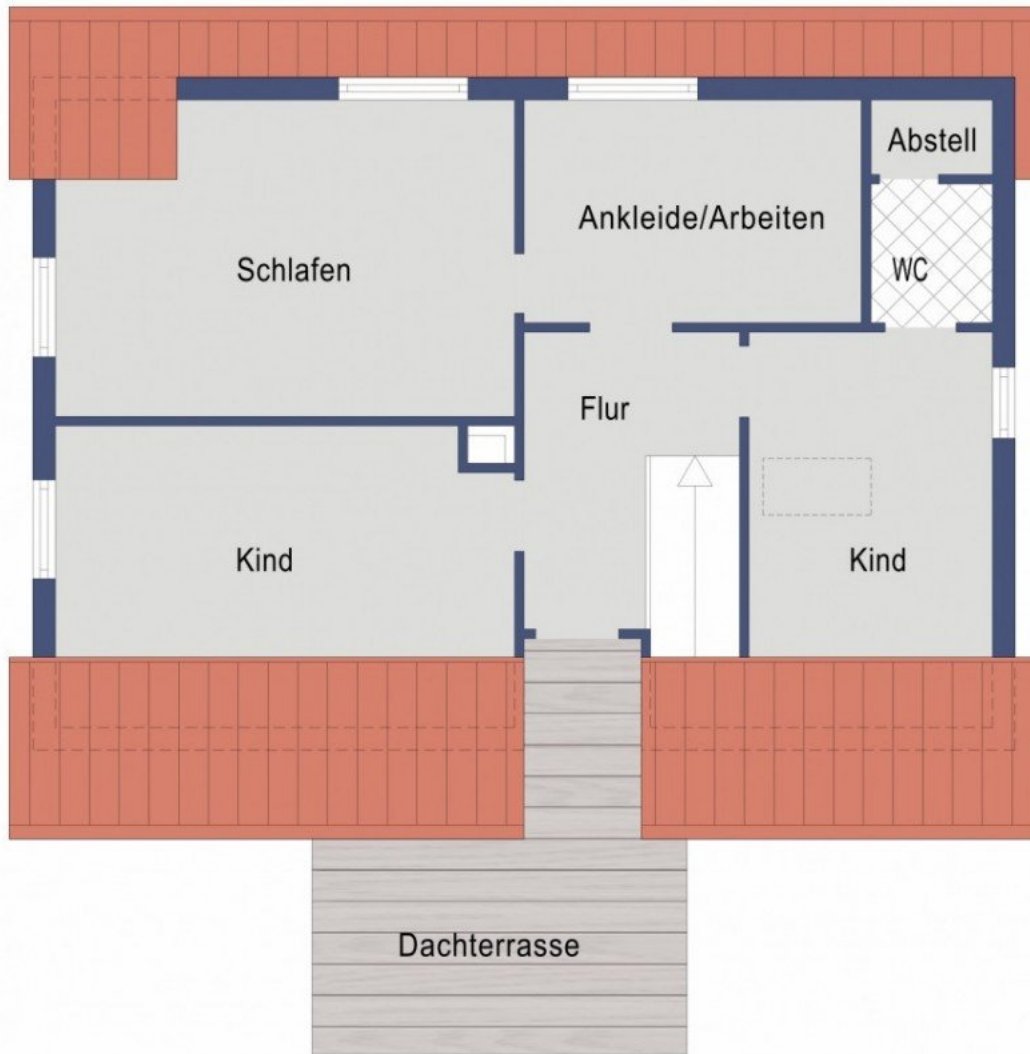 Abstell
Ankleide/Arbeiten
Schlafen
WC
Flur
Kind
Kind
Dachterrasse